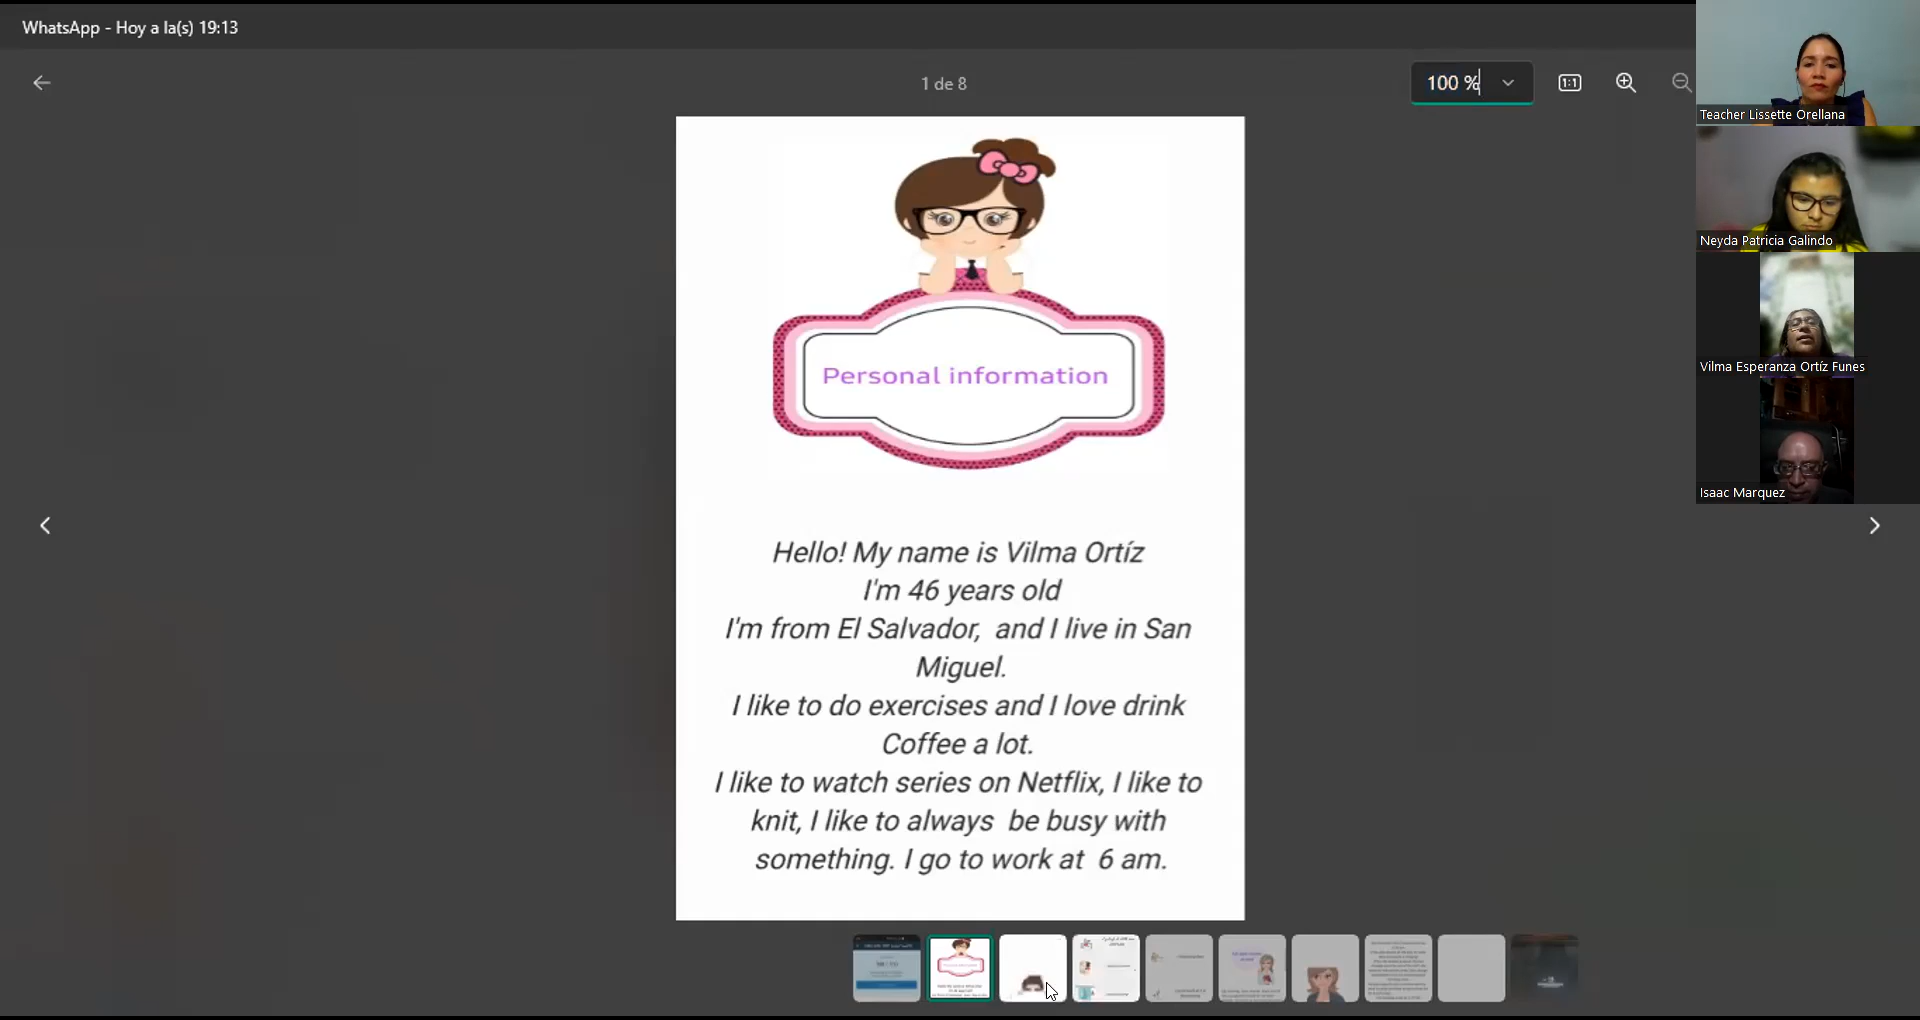 WhatsApp - Hoy a la(s) 19:13
1 de 8
100 %
1:1
Teacher Lissette Orellana
Neyda Patricia Galindo
Vilma Esperanza Ortíz Funes
Isaac Marquez
Personal information
Hello! My name is Vilma Ortíz
I'm 46 years old
I'm from El Salvador, and I live in San
Miguel.
I like to do exercises and I love drink
Coffee a lot.
I like to watch series on Netflix, I like to
knit, I like to always be busy with
something. I go to work at 6 am.